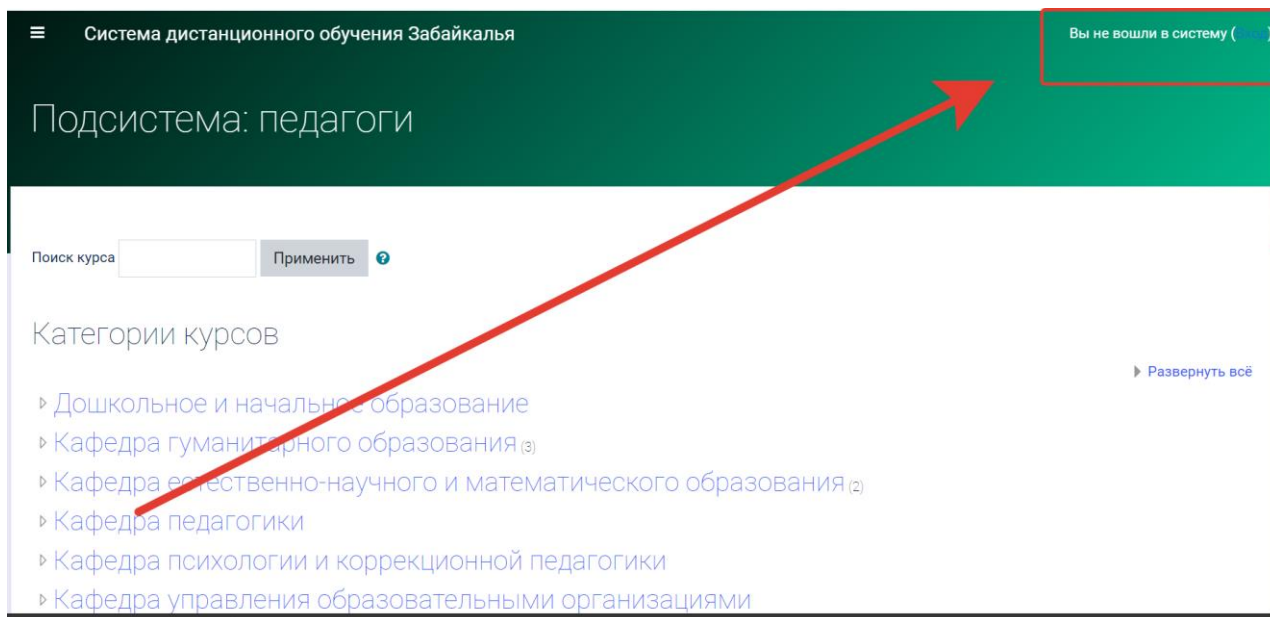 Система дистанционного обучения Забайкалья
Вы не вошли в систему (Вход)
Подсистема: педагоги
Поиск курса
Применить
Категории курсов
Развернуть всё
Дошкольное и начальное образование
Кафедра гуманитарного образования (3)
Кафедра естественно-научного и математического образования (2)
Кафедра педагогики
Кафедра психологии и коррекционной педагогики
Кафедра управления образовательными организациями